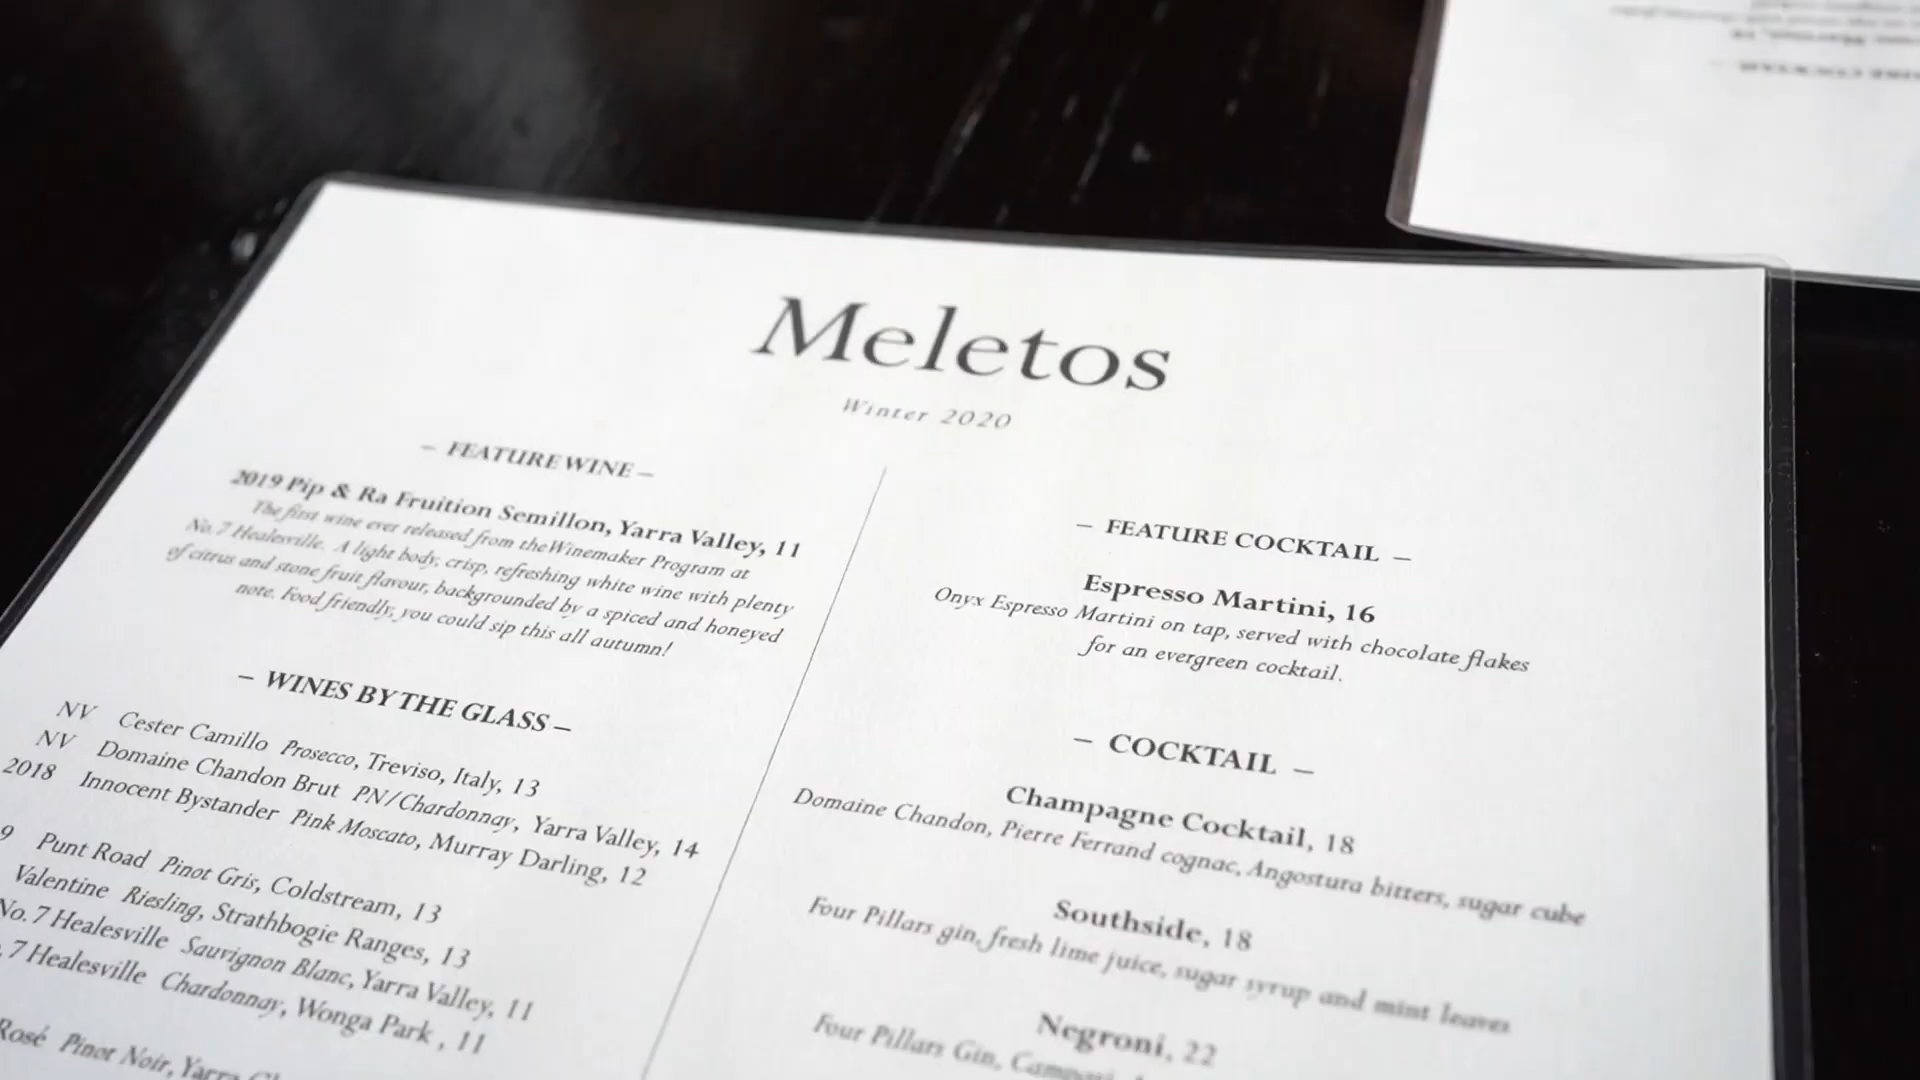 Meletos
Winter 2020
– FEATURE WINE –
2019 Pip & Ra Fruition Semillon, Yarra Valley, 11
The first wine ever released from the Winemaker Program at
No. 7 Healesville. A light body, crisp, refreshing white wine with plenty
of citrus and stone fruit flavour, backgrounded by a spiced and honeyed
note. Food friendly, you could sip this all autumn!
– WINES BY THE GLASS –
NV Cester Camillo Prosecco, Treviso, Italy, 13
NV Domaine Chandon Brut PN/Chardonnay, Yarra Valley, 14
2018 Innocent Bystander Pink Moscato, Murray Darling, 12
9 Punt Road Pinot Gris, Coldstream, 13
Valentine Riesling, Strathbogie Ranges, 13
No. 7 Healesville Sauvignon Blanc, Yarra Valley, 11
. 7 Healesville Chardonnay, Wonga Park , 11
Rosé Pinot Noir, Yarra
– FEATURE COCKTAIL –
Espresso Martini, 16
Onyx Espresso Martini on tap, served with chocolate flakes
for an evergreen cocktail.
– COCKTAIL –
Champagne Cocktail, 18
Domaine Chandon, Pierre Ferrand cognac, Angostura bitters, sugar cube
Southside, 18
Four Pillars gin, fresh lime juice, sugar syrup and mint leaves
Negroni, 22
Four Pillars Gin, Campari,